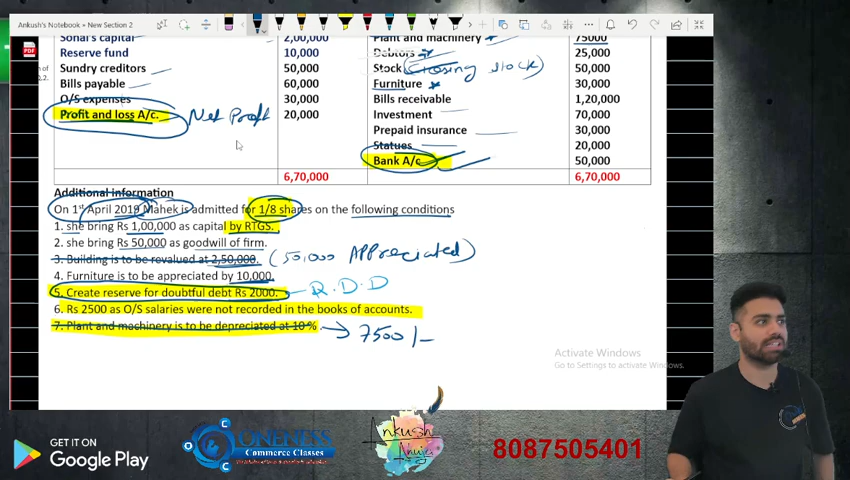 Ankush's Notebook » New Section 2
PDF
Sonal's capital 2,00,000 Plant and machinery 75000
Reserve fund 10,000 Debtors 25,000
Sundry creditors 50,000 Stock (closing stock) 50,000
Bills payable 60,000 Furniture 30,000
O/S expenses 30,000 Bills receivable 1,20,000
Profit and loss A/c. Net Profit 20,000 Investment 70,000
Prepaid insurance 30,000
Statues 20,000
Bank A/c 50,000
6,70,000 6,70,000
Additional information
On 1st April 2019 Mahek is admitted for 1/8 shares on the following conditions
1. she bring Rs 1,00,000 as capital by RTGS.
2. she bring Rs 50,000 as goodwill of firm.
3. Building is to be revalued at 2,50,000. (50,000 Appreciated)
4. Furniture is to be appreciated by 10,000.
5. Create reserve for doubtful debt Rs 2000. R.D.D
6. Rs 2500 as O/S salaries were not recorded in the books of accounts.
7. Plant and machinery is to be depreciated at 10% → 7500/-
Activate Windows
Go to Settings to activate Windows.
GET IT ON
Google Play
ONENESS
Commerce Classes
Ankush
Ahuja
8087505401